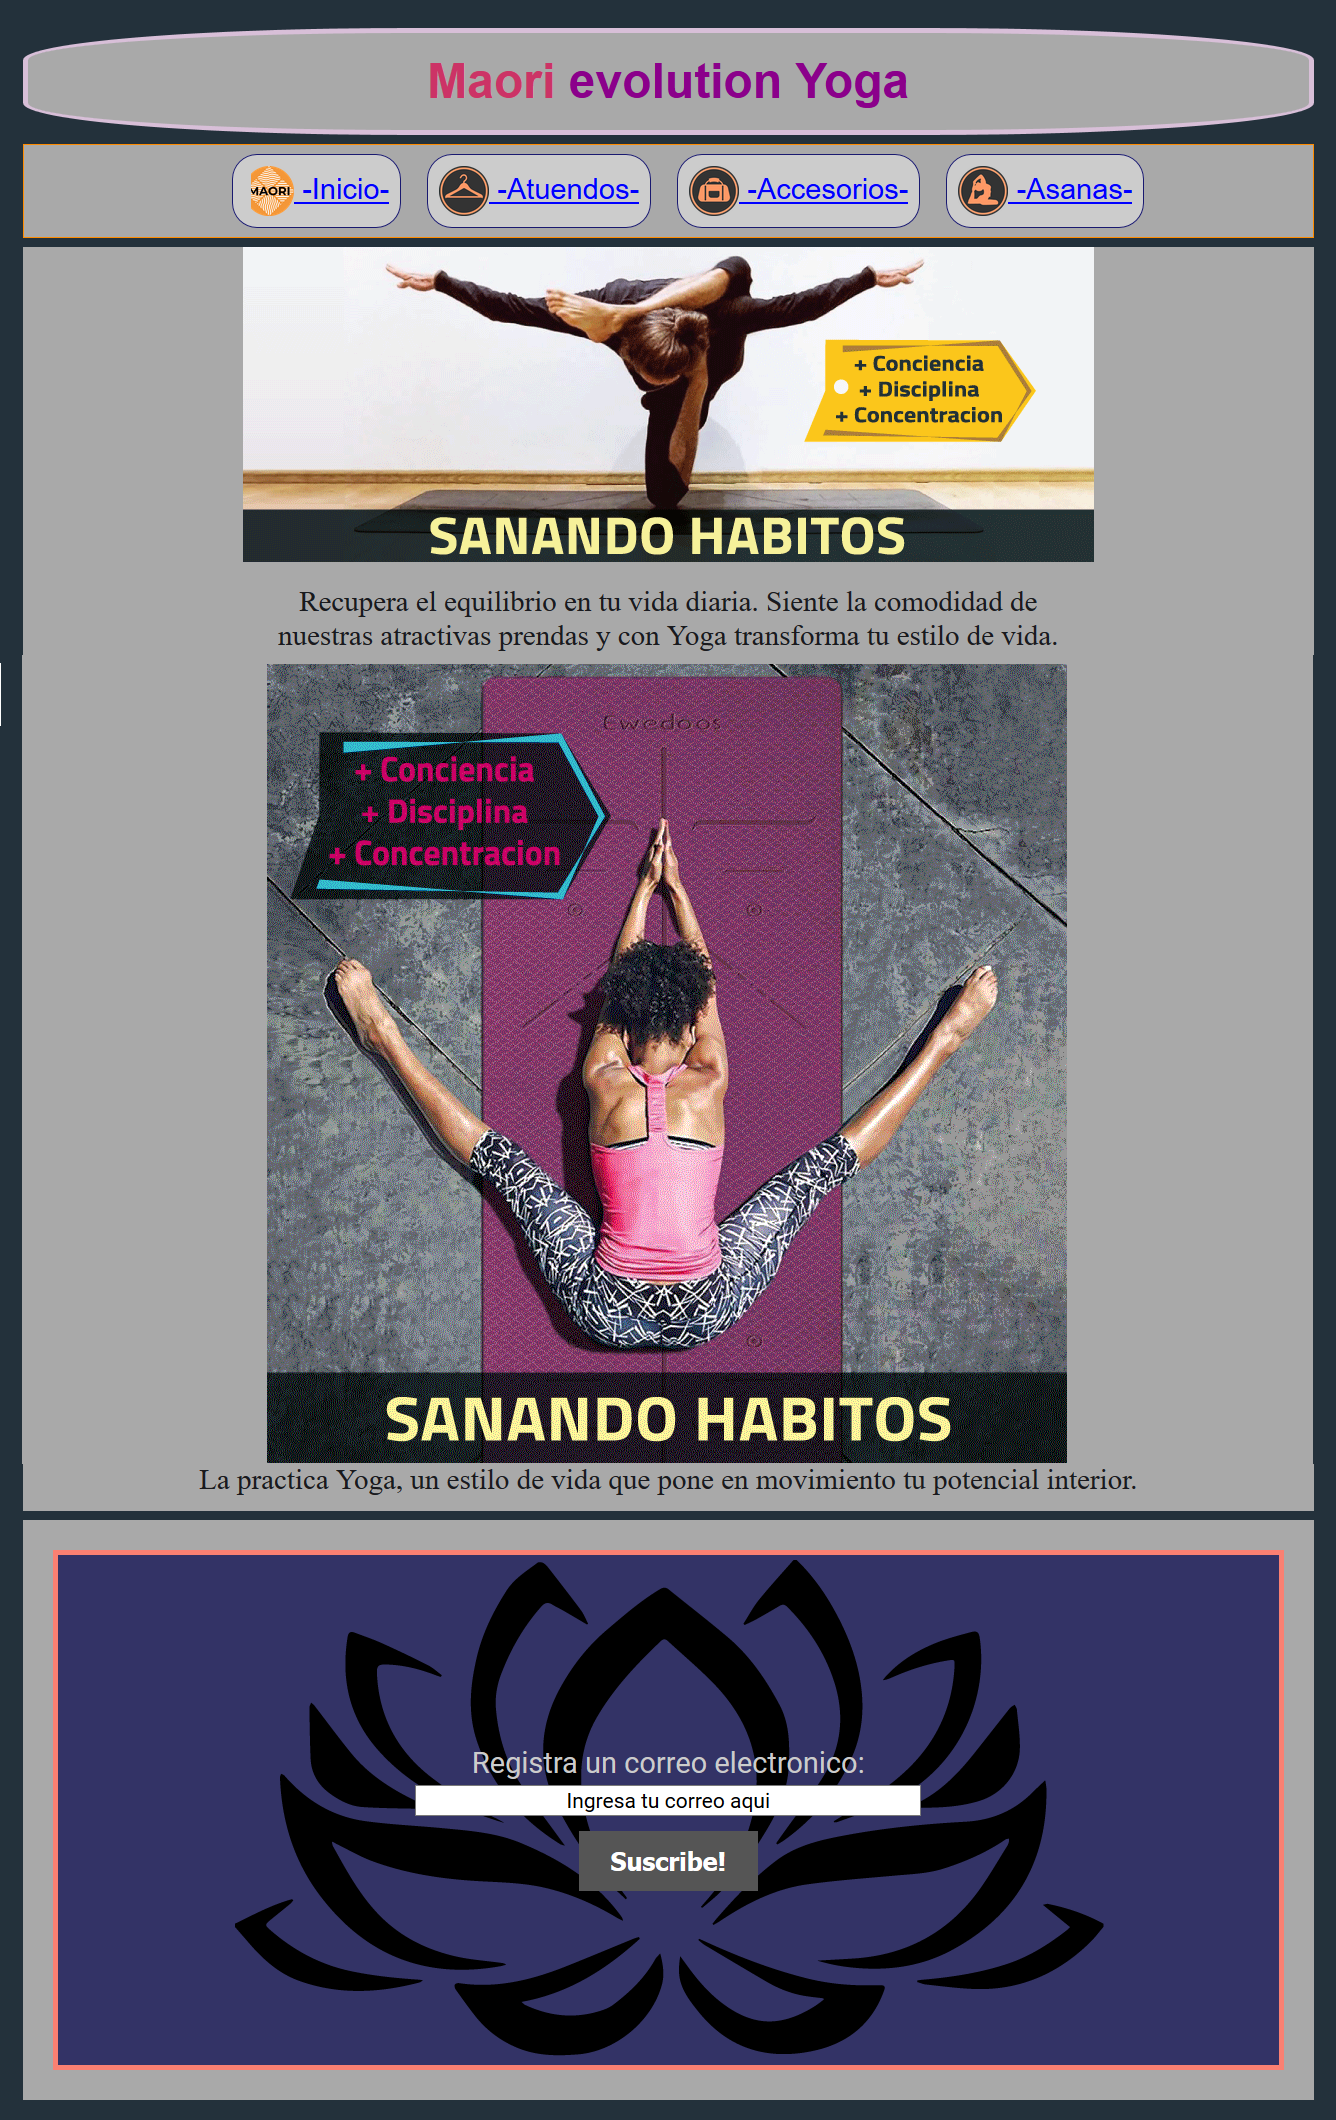 Maori evolution Yoga
MAORI -Inicio- -Atuendos- -Accesorios- -Asanas-
+ Conciencia
+ Disciplina
+ Concentracion
SANANDO HABITOS
Recupera el equilibrio en tu vida diaria. Siente la comodidad de
nuestras atractivas prendas y con Yoga transforma tu estilo de vida.
Ewedoos
+ Conciencia
+ Disciplina
+ Concentracion
SANANDO HABITOS
La practica Yoga, un estilo de vida que pone en movimiento tu potencial interior.
Registra un correo electronico:
Ingresa tu correo aqui
Suscribe!